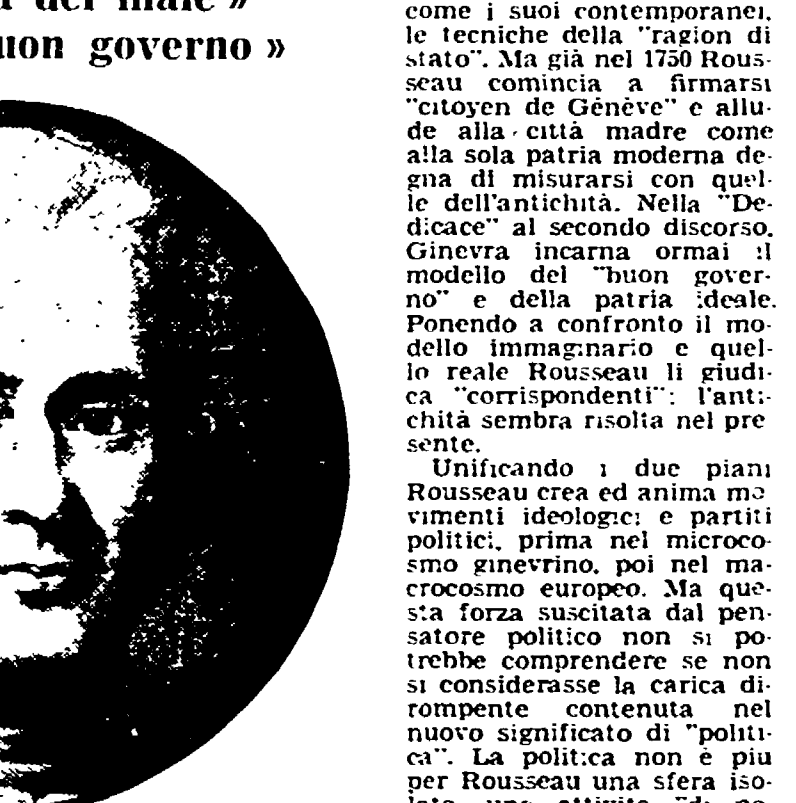 del male »
buon governo »
come i suoi contemporanei,
le tecniche della "ragion di
stato". Ma già nel 1750 Rous-
seau comincia a firmarsi
"citoyen de Génève" e allu-
de alla città madre come
alla sola patria moderna de-
gna di misurarsi con quel-
le dell'antichità. Nella "De-
dicace" al secondo discorso,
Ginevra incarna ormai il
modello del "buon gover-
no" e della patria ideale.
Ponendo a confronto il mo-
dello immaginario e quel-
lo reale Rousseau li giudi-
ca "corrispondenti": l'anti-
chità sembra risolta nel pre
sente.
Unificando i due piani
Rousseau crea ed anima mo
vimenti ideologici e partiti
politici, prima nel microco-
smo ginevrino, poi nel ma-
crocosmo europeo. Ma que-
sta forza suscitata dal pen-
satore politico non si po-
trebbe comprendere se non
si considerasse la carica di-
rompente contenuta nel
nuovo significato di "politi-
ca". La politica non è più
per Rousseau una sfera iso-